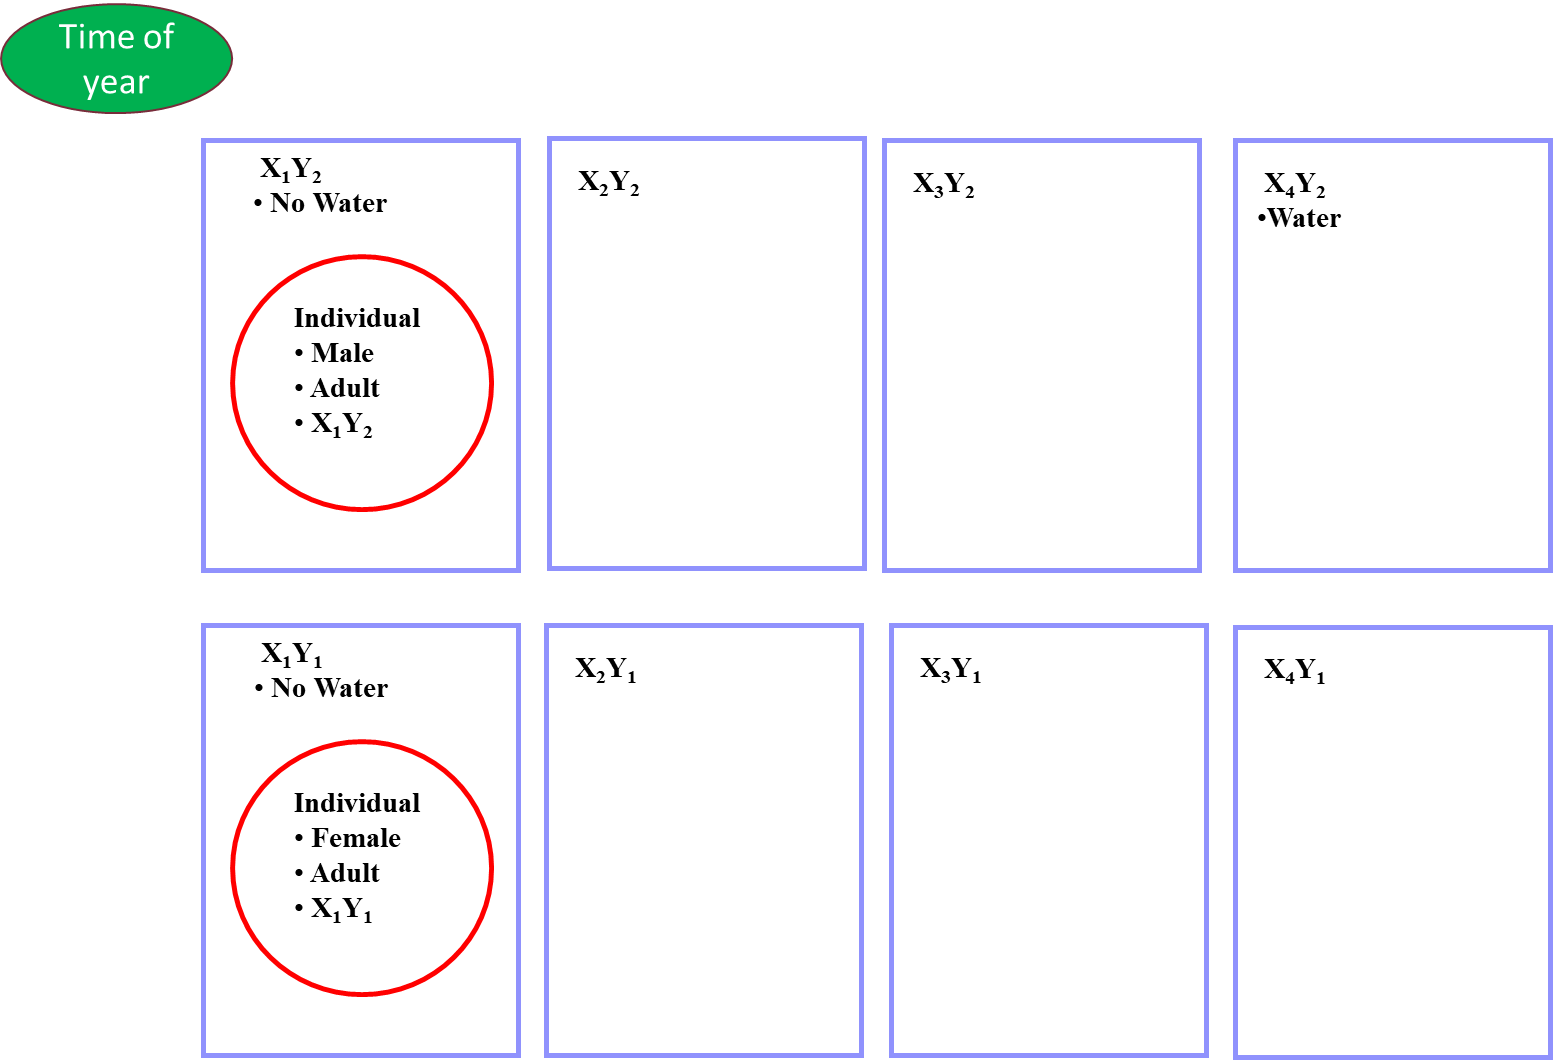 Time of
year
X₁Y₂
• No Water
Individual
• Male
• Adult
• X₁Y₂
X₂Y₂
X₃Y₂
X₄Y₂
•Water
X₁Y₁
• No Water
Individual
• Female
• Adult
• X₁Y₁
X₂Y₁
X₃Y₁
X₄Y₁